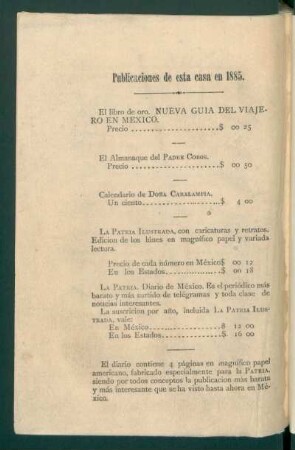 Publicaciones de esta casa en 1885.
El libro de oro. NUEVA GUIA DEL VIAJE-
RO EN MEXICO.
Precio ........................ $ 00 25
El Almanaque del PADRE COBOS.
Precio ........................ $ 00 50
Calendario de DOÑA CARALAMPIA,
Un ciento ........................ $ 4 00
LA PATRIA ILUSTRADA, con caricaturas y retratos.
Edicion de los lúnes en magnífico papel y variada
lectura.
Precio de cada número en México $ 00 12
En los Estados ........................ $ 00 18
LA PATRIA. Diario de México. Es el periódico más
barato y más surtido de telégramas y toda clase de
noticias interesantes.
La suscricion por año, incluida LA PATRIA ILUS-
TRADA, vale:
En México ........................ $ 12 00
En los Estados ........................ $ 16 00
El diario contiene 4 páginas en magnífico papel
americano, fabricado especialmente para la PATRIA,
siendo por todos conceptos la publicacion más barata
y más interesante que se ha visto hasta ahora en Mé-
xico.